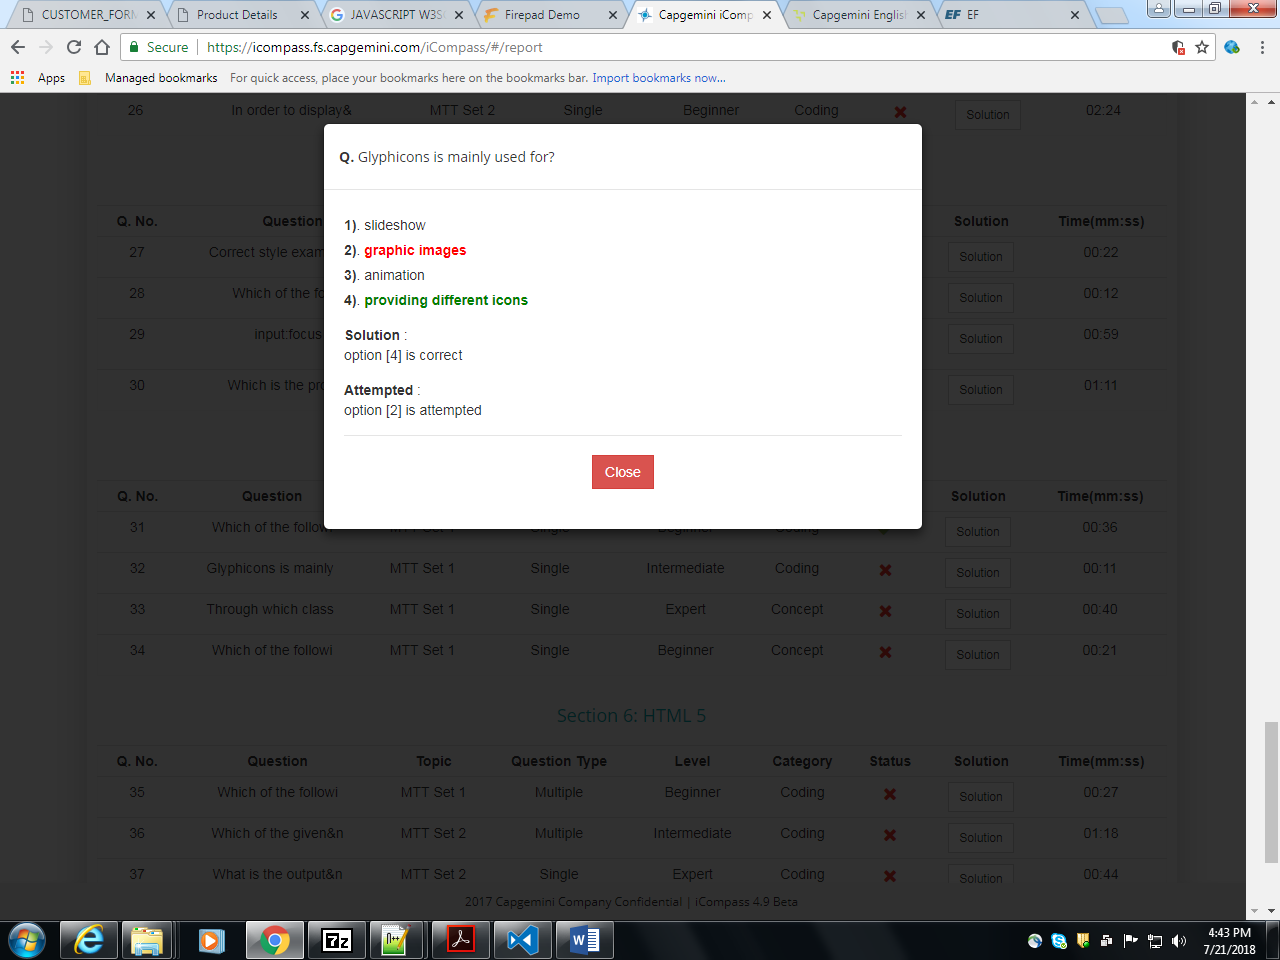 CUSTOMER_FORM
Product Details
JAVASCRIPT W3S
Firepad Demo
Capgemini iComp
Capgemini English
EF EF
Secure https://icompass.fs.capgemini.com/iCompass/#/report
Apps Managed bookmarks For quick access, place your bookmarks here on the bookmarks bar. Import bookmarks now...
26 In order to display& MTT Set 2 Single Beginner Coding Solution 02:24
Q. Glyphicons is mainly used for?
1). slideshow
2). graphic images
3). animation
4). providing different icons
Solution :
option [4] is correct
Attempted :
option [2] is attempted
Close
Q. No. Question Solution Time(mm:ss)
27 Correct style exam Solution 00:22
28 Which of the fo Solution 00:12
29 input:focus Solution 00:59
30 Which is the pr Solution 01:11
Q. No. Question Solution Time(mm:ss)
31 Which of the follow MTT Set 1 Single Beginner Coding Solution 00:36
32 Glyphicons is mainly MTT Set 1 Single Intermediate Coding Solution 00:11
33 Through which class MTT Set 1 Single Expert Concept Solution 00:40
34 Which of the followi MTT Set 1 Single Beginner Concept Solution 00:21
Section 6: HTML 5
Q. No. Question Topic Question Type Level Category Status Solution Time(mm:ss)
35 Which of the followi MTT Set 1 Multiple Beginner Coding Solution 00:27
36 Which of the given&n MTT Set 2 Multiple Intermediate Coding Solution 01:18
37 What is the output&n MTT Set 2 Single Expert Coding Solution 00:44
2017 Capgemini Company Confidential | iCompass 4.9 Beta
7z
4:43 PM
7/21/2018